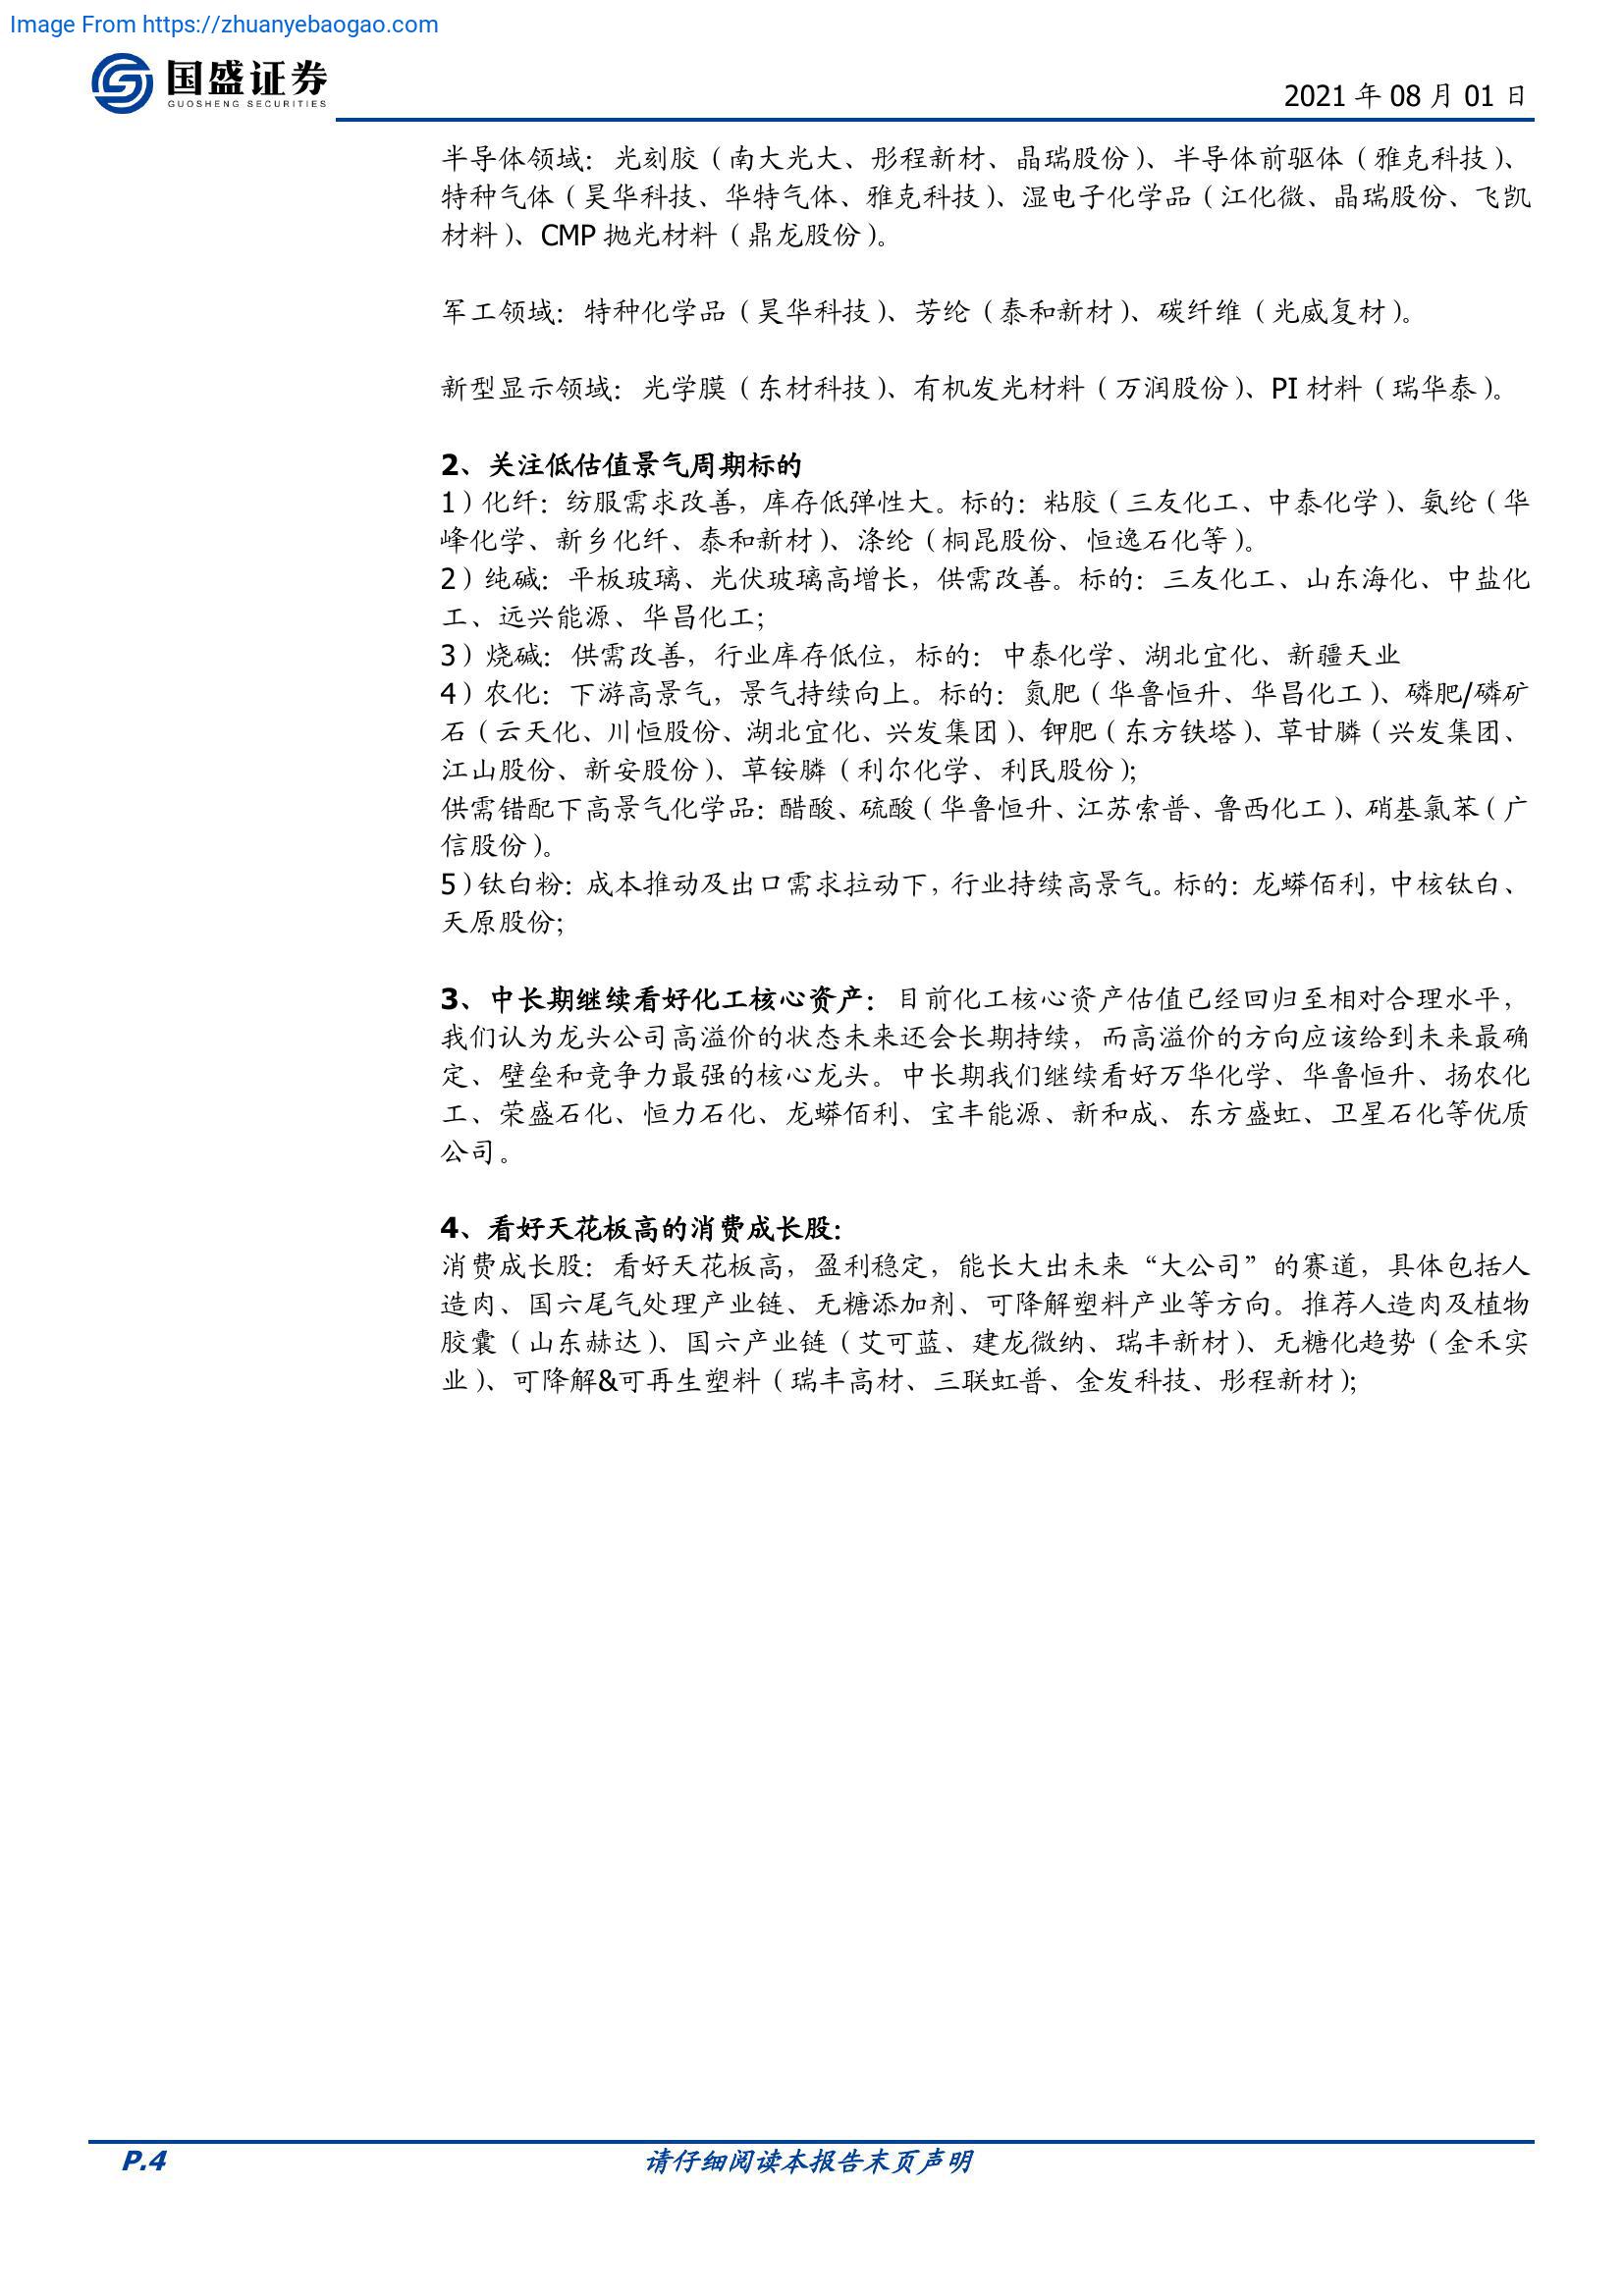 Image From https://zhuanyebaogao.com
国盛证券
GUOSHENG SECURITIES
2021 年 08 月 01 日
半导体领域：光刻胶（南大光大、彤程新材、晶瑞股份）、半导体前驱体（雅克科技）、
特种气体（昊华科技、华特气体、雅克科技）、湿电子化学品（江化微、晶瑞股份、飞凯
材料）、CMP 抛光材料（鼎龙股份）。
军工领域：特种化学品（昊华科技）、芳纶（泰和新材）、碳纤维（光威复材）。
新型显示领域：光学膜（东材科技）、有机发光材料（万润股份）、PI 材料（瑞华泰）。
2、关注低估值景气周期标的
1）化纤：纺服需求改善，库存低弹性大。标的：粘胶（三友化工、中泰化学）、氨纶（华
峰化学、新乡化纤、泰和新材）、涤纶（桐昆股份、恒逸石化等）。
2）纯碱：平板玻璃、光伏玻璃高增长，供需改善。标的：三友化工、山东海化、中盐化
工、远兴能源、华昌化工；
3）烧碱：供需改善，行业库存低位，标的：中泰化学、湖北宜化、新疆天业
4）农化：下游高景气，景气持续向上。标的：氮肥（华鲁恒升、华昌化工）、磷肥/磷矿
石（云天化、川恒股份、湖北宜化、兴发集团）、钾肥（东方铁塔）、草甘膦（兴发集团、
江山股份、新安股份）、草铵膦（利尔化学、利民股份）；
供需错配下高景气化学品：醋酸、硫酸（华鲁恒升、江苏索普、鲁西化工）、硝基氯苯（广
信股份）。
5）钛白粉：成本推动及出口需求拉动下，行业持续高景气。标的：龙蟒佰利，中核钛白、
天原股份；
3、中长期继续看好化工核心资产：目前化工核心资产估值已经回归至相对合理水平，
我们认为龙头公司高溢价的状态未来还会长期持续，而高溢价的方向应该给到未来最确
定、壁垒和竞争力最强的核心龙头。中长期我们继续看好万华化学、华鲁恒升、扬农化
工、荣盛石化、恒力石化、龙蟒佰利、宝丰能源、新和成、东方盛虹、卫星石化等优质
公司。
4、看好天花板高的消费成长股：
消费成长股：看好天花板高，盈利稳定，能长大出未来“大公司”的赛道，具体包括人
造肉、国六尾气处理产业链、无糖添加剂、可降解塑料产业等方向。推荐人造肉及植物
胶囊（山东赫达）、国六产业链（艾可蓝、建龙微纳、瑞丰新材）、无糖化趋势（金禾实
业）、可降解&可再生塑料（瑞丰高材、三联虹普、金发科技、彤程新材）；
P.4
请仔细阅读本报告末页声明